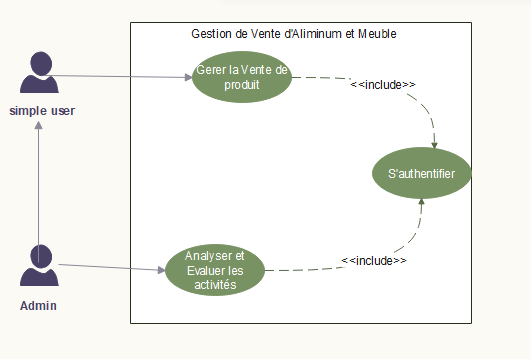 Gestion de Vente d'Aliminum et Meuble
Gerer la Vente de
produit
<<include>>
simple user
S'authentifier
Analyser et
Evaluer les
activités
<<include>>
Admin